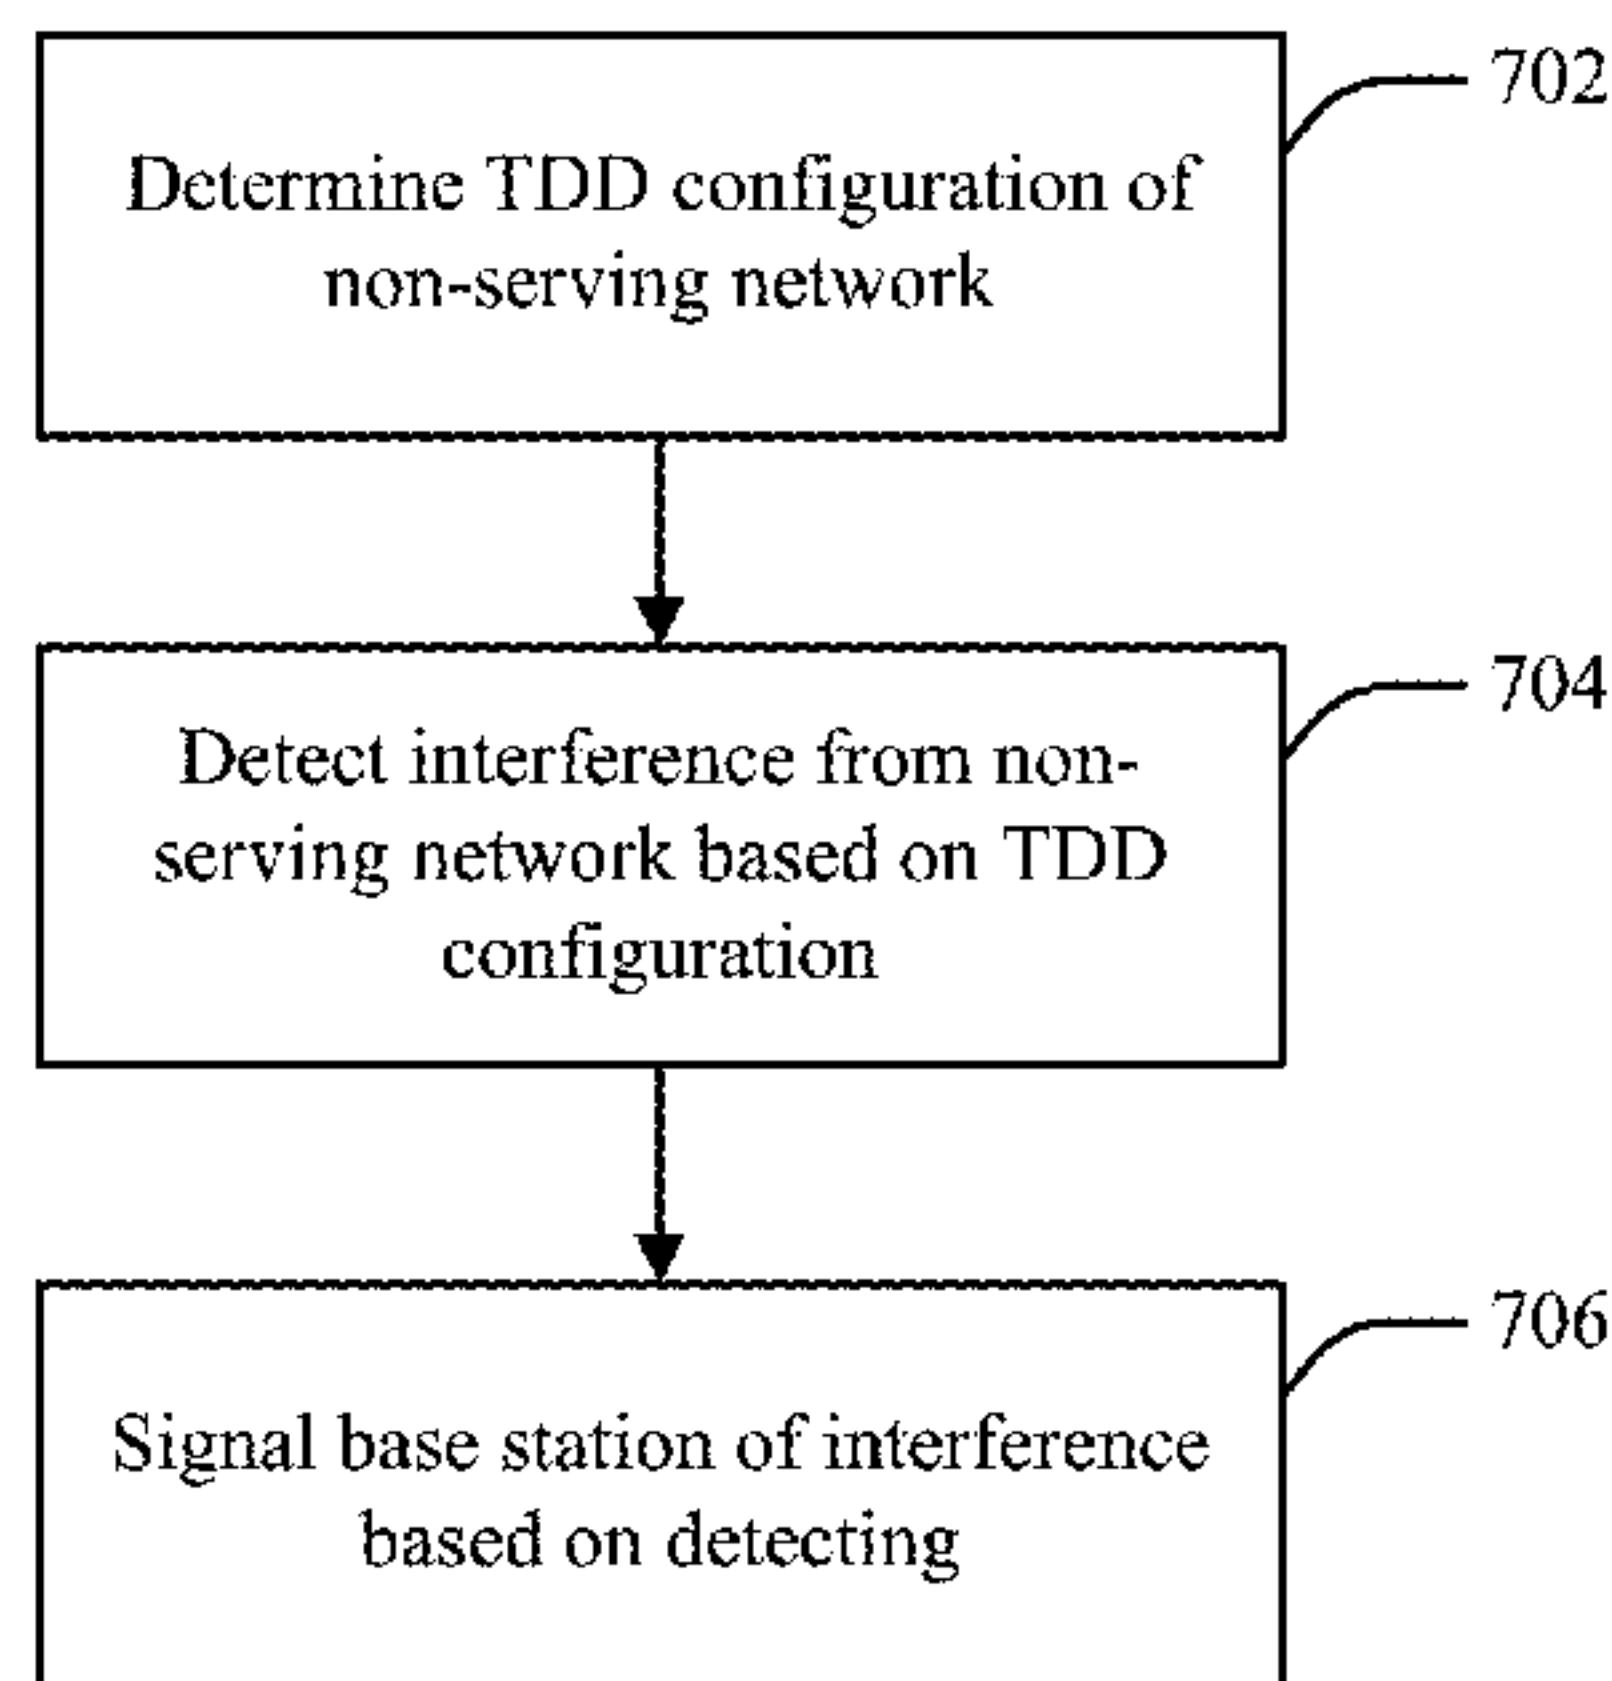 702
Determine TDD configuration of
non-serving network
704
Detect interference from non-
serving network based on TDD
configuration
706
Signal base station of interference
based on detecting